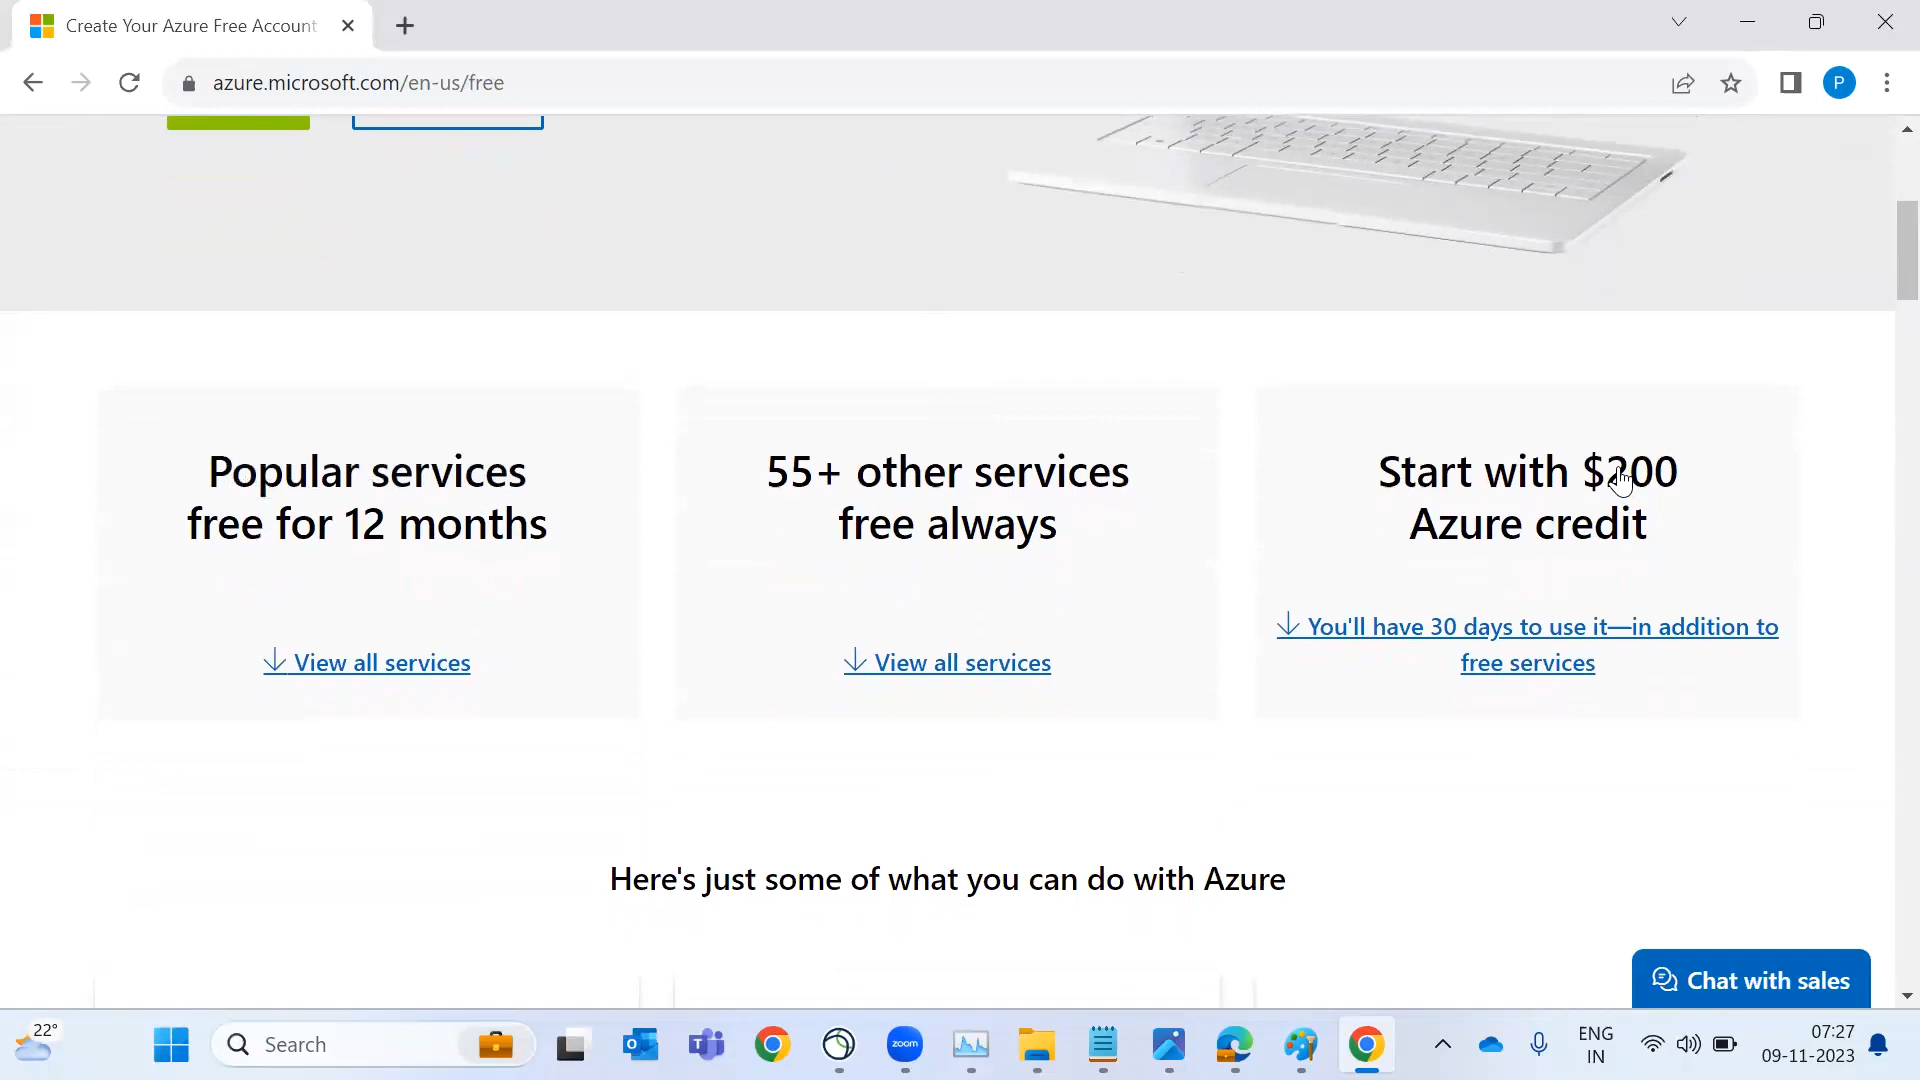 Create Your Azure Free Account
azure.microsoft.com/en-us/free
P
Popular services
free for 12 months
View all services
55+ other services
free always
View all services
Start with $200
Azure credit
You'll have 30 days to use it—in addition to
free services
Here's just some of what you can do with Azure
Chat with sales
22°
Search
zoom
ENG
IN
07:27
09-11-2023